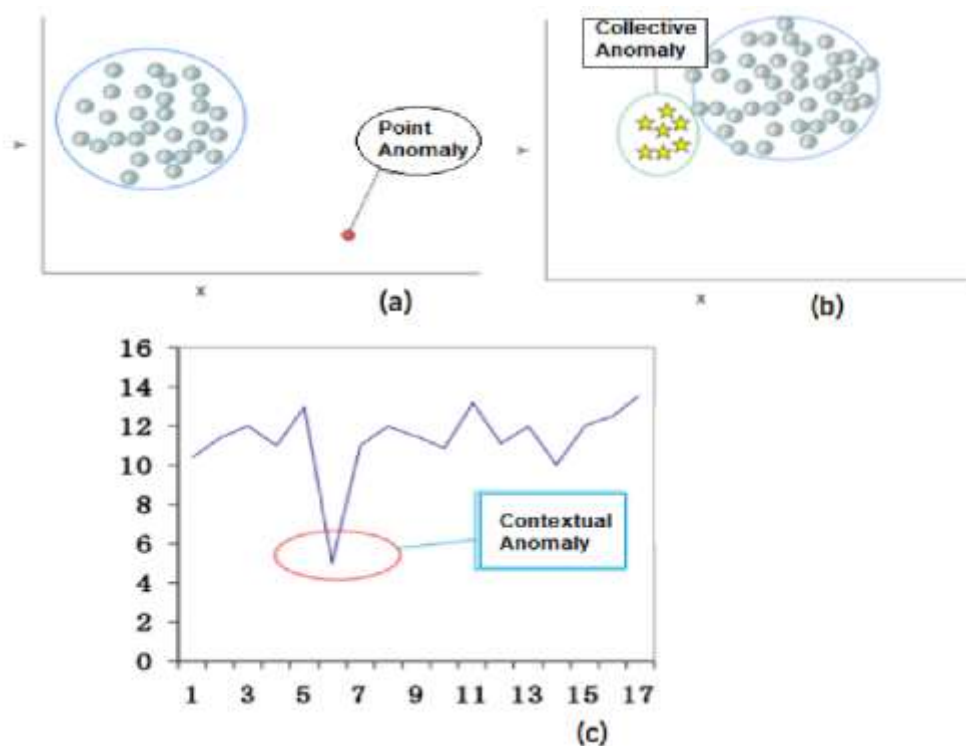 Point
Anomaly
Y
X
(a)
Collective
Anomaly
Y
X
(b)
16
14
12
10
8
6
4
2
0
Contextual
Anomaly
1 3 5 7 9 11 13 15 17
(c)